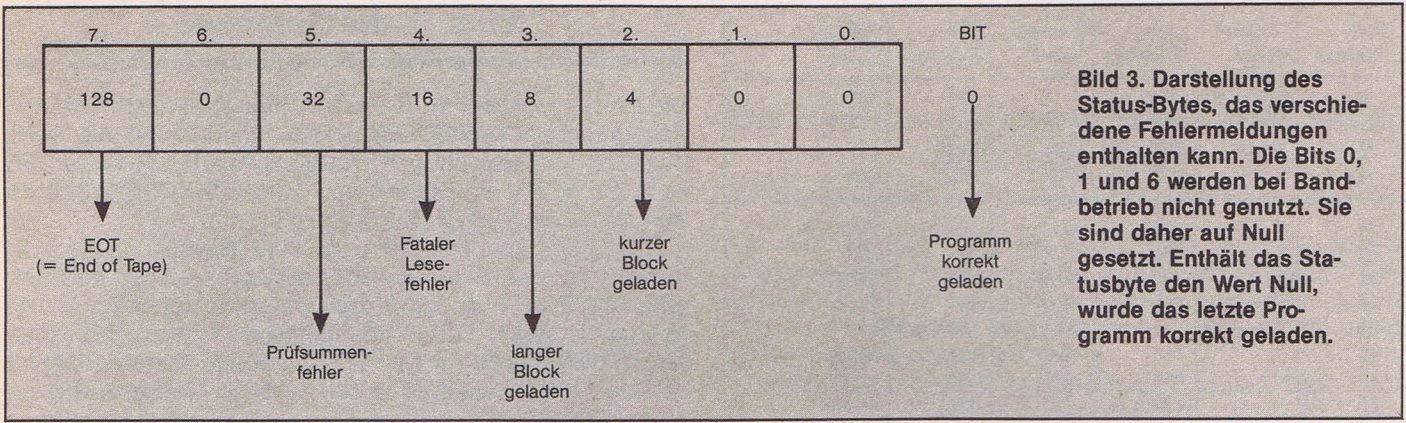 7. 6. 5. 4. 3. 2. 1. 0. BIT
128 0 32 16 8 4 0 0 0
EOT
(= End of Tape)
Prüfsummen-
fehler
Fataler
Lese-
fehler
langer
Block
geladen
kurzer
Block
geladen
Programm
korrekt
geladen
Bild 3. Darstellung des
Status-Bytes, das verschie-
dene Fehlermeldungen
enthalten kann. Die Bits 0,
1 und 6 werden bei Band-
betrieb nicht genutzt. Sie
sind daher auf Null
gesetzt. Enthält das Sta-
tusbyte den Wert Null,
wurde das letzte Pro-
gramm korrekt geladen.